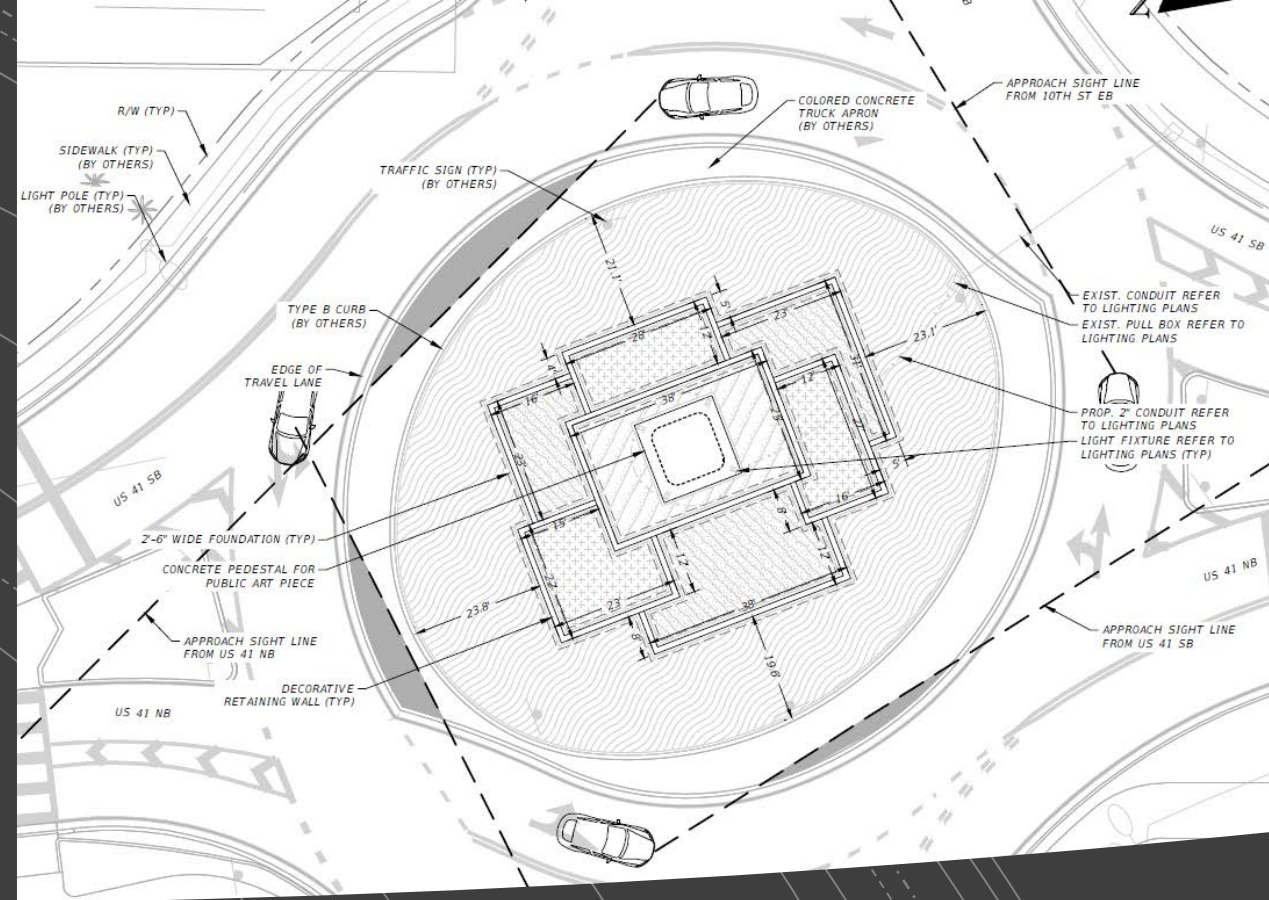 APPROACH SIGHT LINE
FROM 10TH ST EB
COLORED CONCRETE
TRUCK APRON
(BY OTHERS)
R/W (TYP)
SIDEWALK (TYP)
(BY OTHERS)
LIGHT POLE (TYP)
(BY OTHERS)
TRAFFIC SIGN (TYP)
(BY OTHERS)
US 41 SB
21.1'
TYPE B CURB
(BY OTHERS)
EXIST. CONDUIT REFER
TO LIGHTING PLANS
EXIST. PULL BOX REFER TO
LIGHTING PLANS
5'
23'
23.1'
28'
12'
31'
4'
EDGE OF
TRAVEL LANE
12'
16'
38'
25'
27'
PROP. 2" CONDUIT REFER
TO LIGHTING PLANS
LIGHT FIXTURE REFER TO
LIGHTING PLANS (TYP)
23'
5'
US 41 SB
16'
8'
15'
2'-6" WIDE FOUNDATION (TYP)
CONCRETE PEDESTAL FOR
PUBLIC ART PIECE
12'
12'
US 41 NB
22'
23'
38'
23.8'
8'
APPROACH SIGHT LINE
FROM US 41 NB
APPROACH SIGHT LINE
FROM US 41 SB
19.6'
DECORATIVE
RETAINING WALL (TYP)
US 41 NB